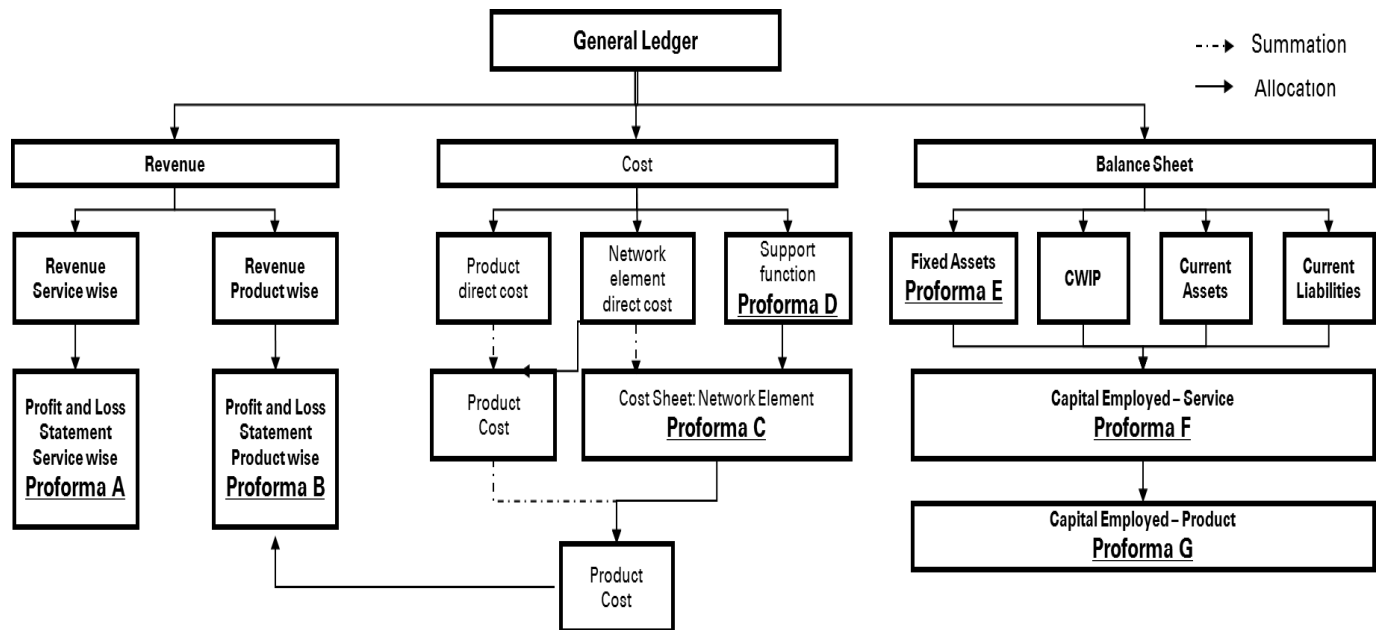 General Ledger
Summation
Allocation
Revenue
Cost
Balance Sheet
Revenue
Service wise
Revenue
Product wise
Product
direct cost
Network
element
direct cost
Support
function
Proforma D
Fixed Assets
Proforma E
CWIP
Current
Assets
Current
Liabilities
Profit and Loss
Statement
Service wise
Proforma A
Profit and Loss
Statement
Product wise
Proforma B
Product
Cost
Cost Sheet: Network Element
Proforma C
Capital Employed – Service
Proforma F
Capital Employed – Product
Proforma G
Product
Cost